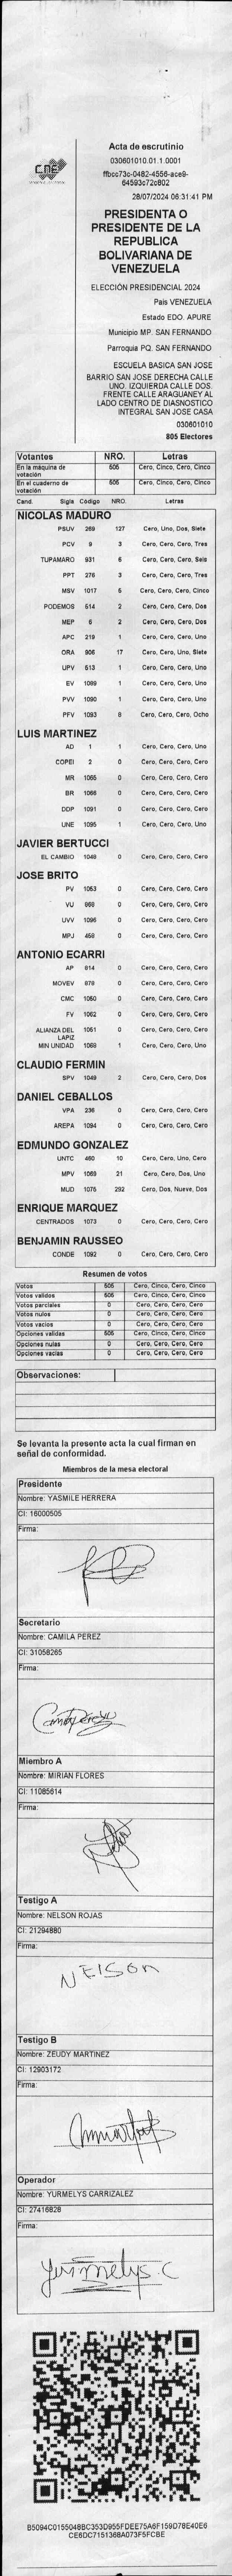 CNE
Acta de escrutinio
030601010.01.1.0001
ffbcc73c-0482-4556-ace9-
64593c72c802
28/07/2024 06:31:41 PM
PRESIDENTA O
PRESIDENTE DE LA
REPUBLICA
BOLIVARIANA DE
VENEZUELA
ELECCIÓN PRESIDENCIAL 2024
País VENEZUELA
Estado EDO. APURE
Municipio MP. SAN FERNANDO
Parroquia PQ. SAN FERNANDO
ESCUELA BASICA SAN JOSE
BARRIO SAN JOSE DERECHA CALLE
UNO. IZQUIERDA CALLE DOS.
FRENTE CALLE ARAGUANEY AL
LADO CENTRO DE DIASNOSTICO
INTEGRAL SAN JOSE CASA
030601010
805 Electores
Votantes NRO. Letras
En la máquina de votación 505 Cero, Cinco, Cero, Cinco
En el cuaderno de votación 505 Cero, Cinco, Cero, Cinco
Cand. Sigla Código NRO. Letras
NICOLAS MADURO
PSUV 269 127 Cero, Uno, Dos, Siete
PCV 9 3 Cero, Cero, Cero, Tres
TUPAMARO 931 6 Cero, Cero, Cero, Seis
PPT 276 3 Cero, Cero, Cero, Tres
MSV 1017 5 Cero, Cero, Cero, Cinco
PODEMOS 514 2 Cero, Cero, Cero, Dos
MEP 6 2 Cero, Cero, Cero, Dos
APC 219 1 Cero, Cero, Cero, Uno
ORA 906 17 Cero, Cero, Uno, Siete
UPV 513 1 Cero, Cero, Cero, Uno
EV 1089 1 Cero, Cero, Cero, Uno
PVV 1090 1 Cero, Cero, Cero, Uno
PFV 1093 8 Cero, Cero, Cero, Ocho
LUIS MARTINEZ
AD 1 1 Cero, Cero, Cero, Uno
COPEI 2 0 Cero, Cero, Cero, Cero
MR 1065 0 Cero, Cero, Cero, Cero
BR 1066 0 Cero, Cero, Cero, Cero
DDP 1091 0 Cero, Cero, Cero, Cero
UNE 1095 1 Cero, Cero, Cero, Uno
JAVIER BERTUCCI
EL CAMBIO 1048 0 Cero, Cero, Cero, Cero
JOSE BRITO
PV 1053 0 Cero, Cero, Cero, Cero
VU 869 0 Cero, Cero, Cero, Cero
UVV 1096 0 Cero, Cero, Cero, Cero
MPJ 458 0 Cero, Cero, Cero, Cero
ANTONIO ECARRI
AP 814 0 Cero, Cero, Cero, Cero
MOVEV 878 0 Cero, Cero, Cero, Cero
CMC 1050 0 Cero, Cero, Cero, Cero
FV 1052 0 Cero, Cero, Cero, Cero
ALIANZA DEL LAPIZ 1051 0 Cero, Cero, Cero, Cero
MIN UNIDAD 1068 1 Cero, Cero, Cero, Uno
CLAUDIO FERMIN
SPV 1049 2 Cero, Cero, Cero, Dos
DANIEL CEBALLOS
VPA 236 0 Cero, Cero, Cero, Cero
AREPA 1094 0 Cero, Cero, Cero, Cero
EDMUNDO GONZALEZ
UNTC 460 10 Cero, Cero, Uno, Cero
MPV 1069 21 Cero, Cero, Dos, Uno
MUD 1075 292 Cero, Dos, Nueve, Dos
ENRIQUE MARQUEZ
CENTRADOS 1073 0 Cero, Cero, Cero, Cero
BENJAMIN RAUSSEO
CONDE 1092 0 Cero, Cero, Cero, Cero
Resumen de votos
Votos 505 Cero, Cinco, Cero, Cinco
Votos validos 505 Cero, Cinco, Cero, Cinco
Votos parciales 0 Cero, Cero, Cero, Cero
Votos nulos 0 Cero, Cero, Cero, Cero
Votos vacios 0 Cero, Cero, Cero, Cero
Opciones validas 505 Cero, Cinco, Cero, Cinco
Opciones nulas 0 Cero, Cero, Cero, Cero
Opciones vacias 0 Cero, Cero, Cero, Cero
Observaciones:
Se levanta la presente acta la cual firman en
señal de conformidad.
Miembros de la mesa electoral
Presidente
Nombre: YASMILE HERRERA
CI: 16000505
Firma:
Secretario
Nombre: CAMILA PEREZ
CI: 31058265
Firma:
Miembro A
Nombre: MIRIAN FLORES
CI: 11085614
Firma:
Testigo A
Nombre: NELSON ROJAS
CI: 21294880
Firma:
NElSon
Testigo B
Nombre: ZEUDY MARTINEZ
CI: 12903172
Firma:
Operador
Nombre: YURMELYS CARRIZALEZ
CI: 27416828
Firma:
Yurmelys. C
B5094C0155048BC353D955FDEE75A6F159D78E40E6
CE6DC7151368A073F5FCBE